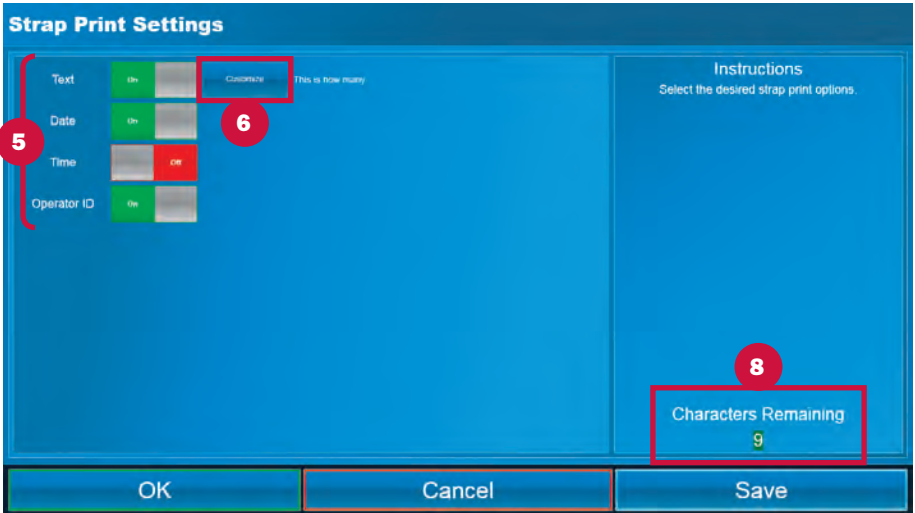 Strap Print Settings
Text On Customize This is how many
Date On
Time Off
Operator ID On
5
6
Instructions
Select the desired strap print options.
8
Characters Remaining
9
OK Cancel Save